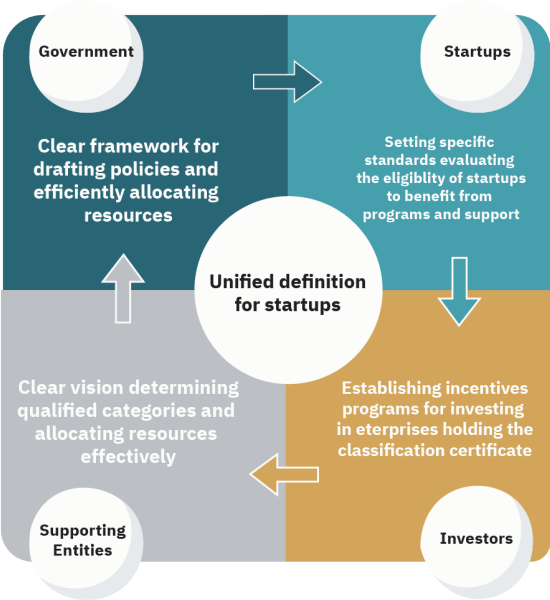 Government
Startups
Clear framework for
drafting policies and
efficiently allocating
resources
Setting specific
standards evaluating
the eligiblity of startups
to benefit from
programs and support
Unified definition
for startups
Clear vision determining
qualified categories and
allocating resources
effectively
Establishing incentives
programs for investing
in eterprises holding the
classification certificate
Supporting
Entities
Investors